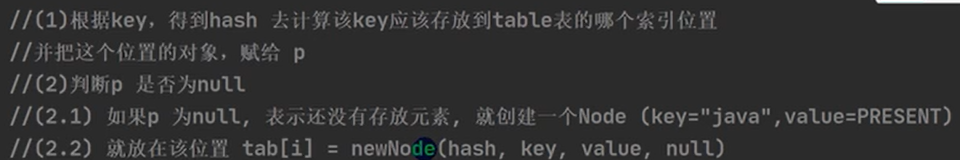 //(1)根据key，得到hash 去计算该key应该存放到table表的哪个索引位置
//并把这个位置的对象，赋给 p
//(2)判断p 是否为null
//(2.1) 如果p 为null, 表示还没有存放元素, 就创建一个Node (key="java",value=PRESENT)
//(2.2) 就放在该位置 tab[i] = newNode(hash, key, value, null)